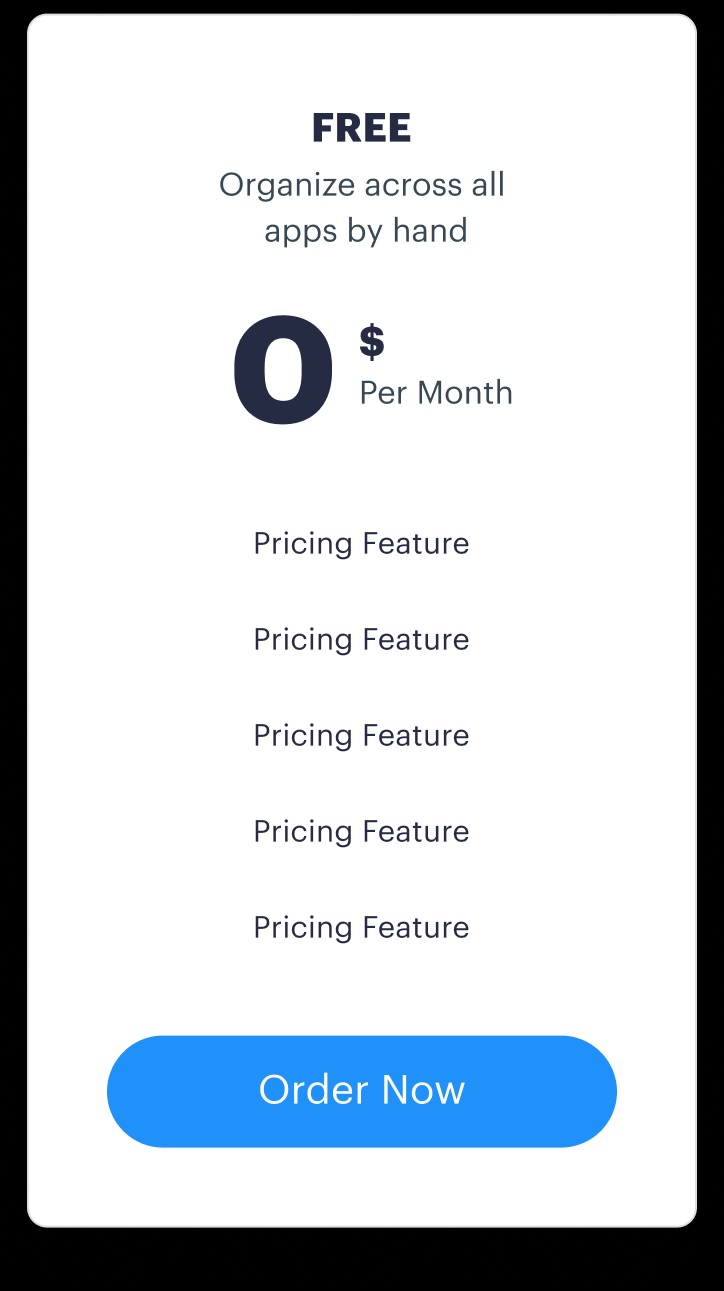 FREE
Organize across all
apps by hand
0 $
Per Month
Pricing Feature
Pricing Feature
Pricing Feature
Pricing Feature
Pricing Feature
Order Now